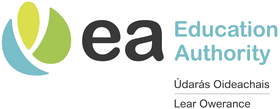 ea
Education
Authority
Údarás Oideachais
Lear Owerance